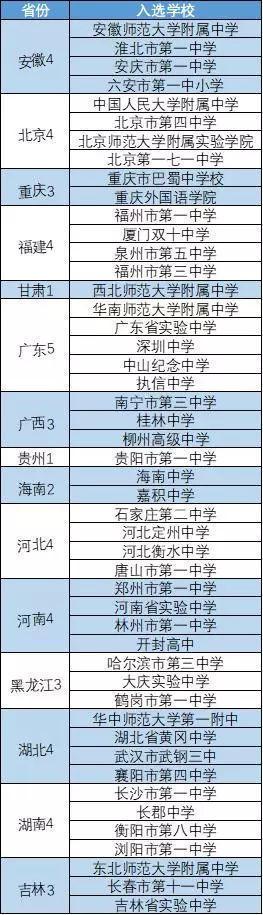 省份 入选学校
安徽4
安徽师范大学附属中学
淮北市第一中学
安庆市第一中学
六安市第一中小学
北京4
中国人民大学附属中学
北京市第四中学
北京师范大学附属实验学院
北京第一七一中学
重庆3
重庆市巴蜀中学校
重庆外国语学院
福建4
福州市第一中学
厦门双十中学
泉州市第五中学
福州市第三中学
甘肃1
西北师范大学附属中学
广东5
华南师范大学附属中学
广东省实验中学
深圳中学
中山纪念中学
执信中学
广西3
南宁市第三中学
桂林中学
柳州高级中学
贵州1
贵阳市第一中学
海南2
海南中学
嘉积中学
河北4
石家庄第二中学
河北定州中学
河北衡水中学
唐山市第一中学
河南4
郑州市第一中学
河南省实验中学
林州市第一中学
开封高中
黑龙江3
哈尔滨市第三中学
大庆实验中学
鹤岗市第一中学
湖北4
华中师范大学第一附中
湖北省黄冈中学
武汉市武钢三中
襄阳市第四中学
湖南4
长沙市第一中学
长郡中学
衡阳市第八中学
浏阳市第一中学
吉林3
东北师范大学附属中学
长春市第十一中学
吉林省实验中学